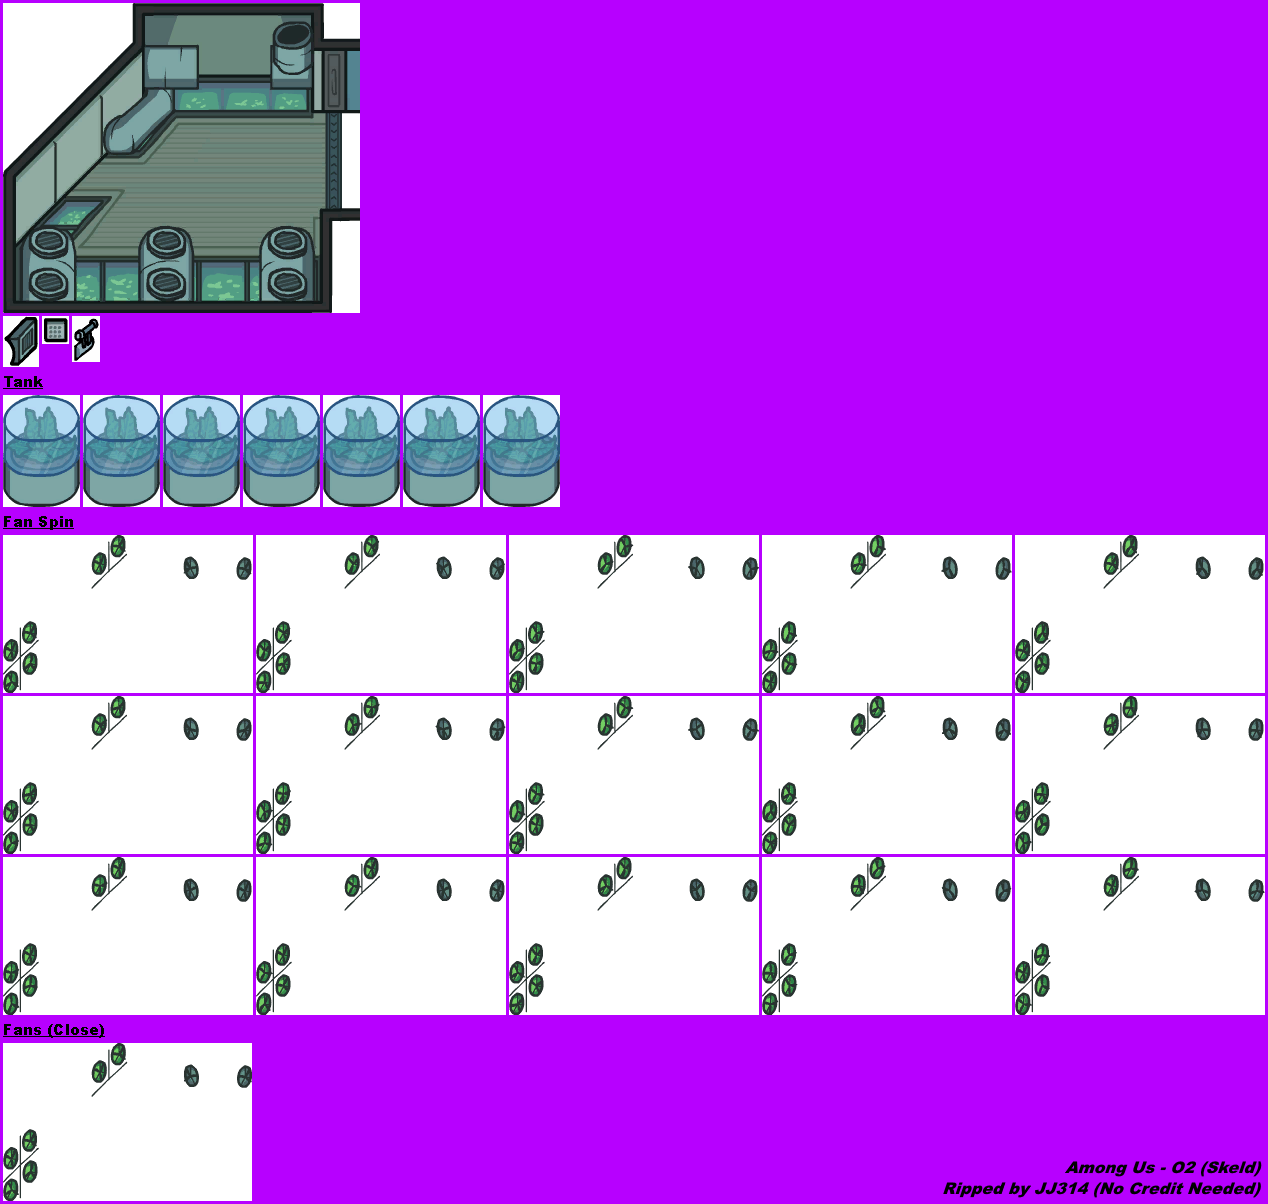 Tank
Fan Spin
Fans (Close)
Among Us - O2 (Skeld)
Ripped by JJ314 (No Credit Needed)